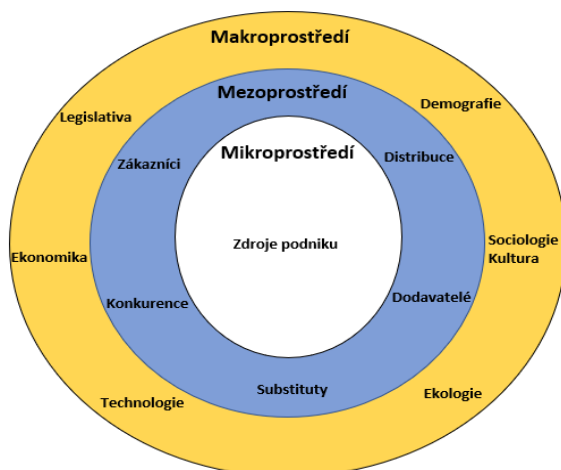 Makroprostředí
Mezoprostředí
Demografie
Legislativa
Mikroprostředí
Distribuce
Zákazníci
Zdroje podniku
Sociologie
Kultura
Ekonomika
Dodavatelé
Konkurence
Substituty
Ekologie
Technologie